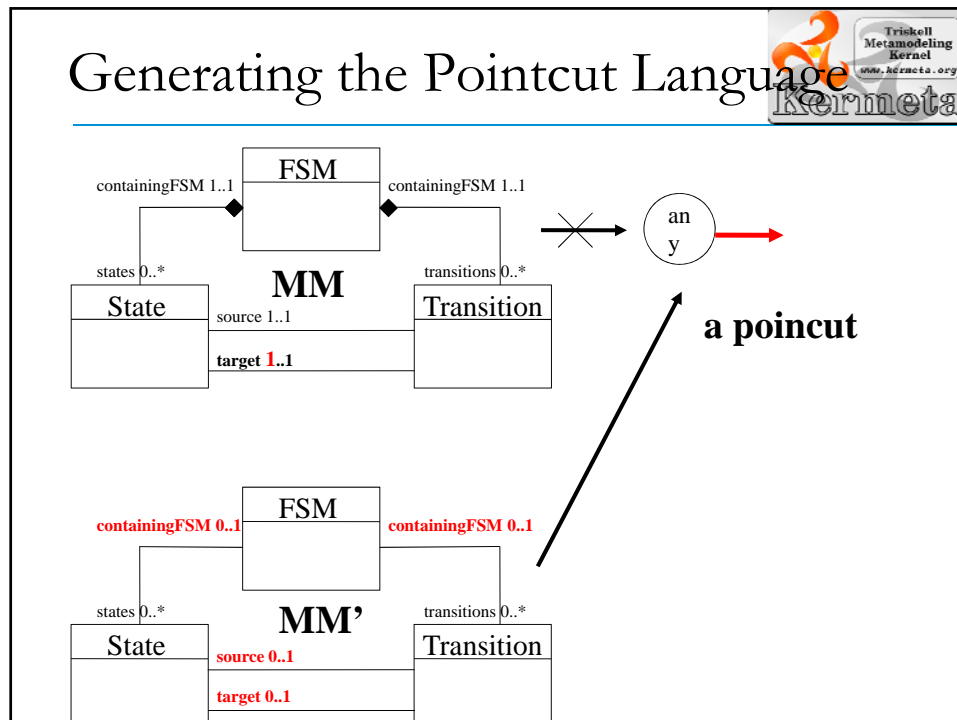 Generating the Pointcut Language
Triskell
Metamodeling
Kernel
www.kermeta.org
Kermeta
FSM
containingFSM 1..1
containingFSM 1..1
an
y
states 0..*
MM
transitions 0..*
State
Transition
source 1..1
a poincut
target 1..1
FSM
containingFSM 0..1
containingFSM 0..1
states 0..*
MM’
transitions 0..*
State
Transition
source 0..1
target 0..1